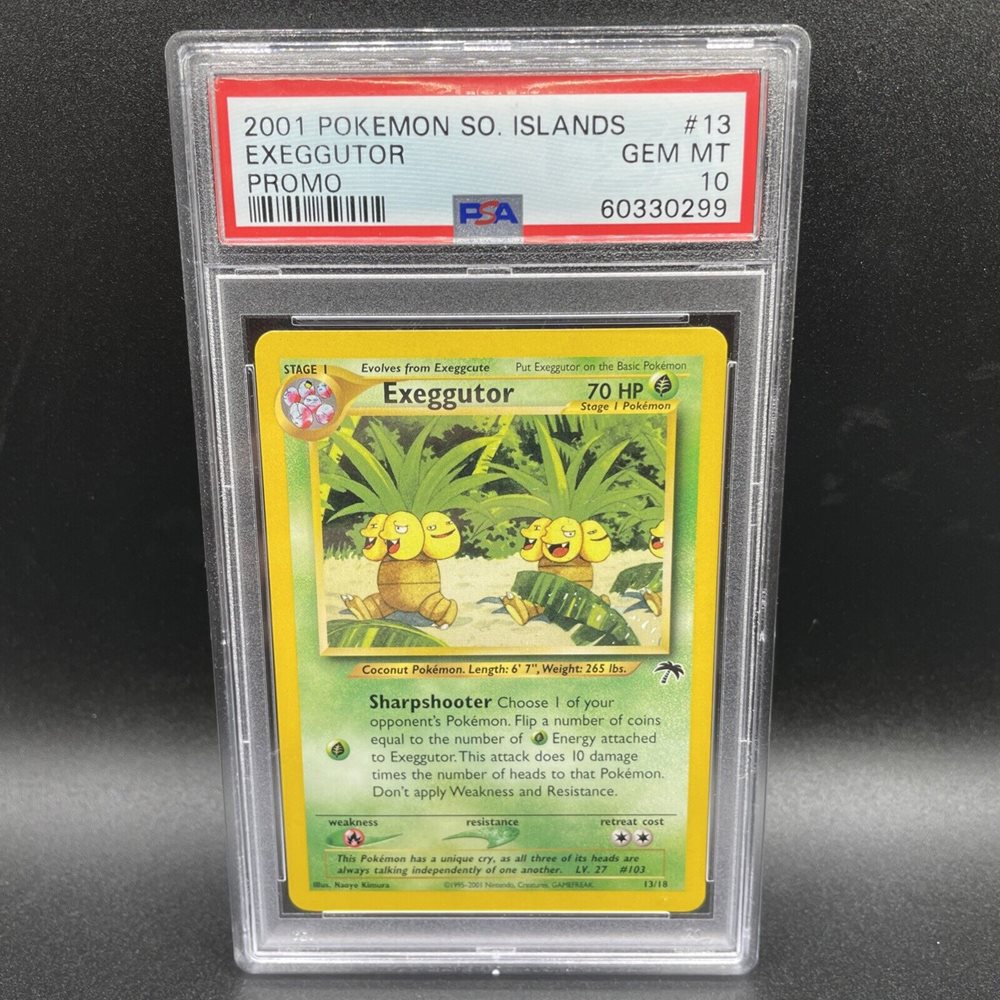 2001 POKEMON SO. ISLANDS #13
EXEGGUTOR GEM MT
PROMO 10
PSA 60330299
STAGE 1 Evolves from Exeggcute Put Exeggutor on the Basic Pokémon
Exeggutor 70 HP
Stage 1 Pokémon
Coconut Pokémon. Length: 6' 7", Weight: 265 lbs.
Sharpshooter Choose 1 of your
opponent's Pokémon. Flip a number of coins
equal to the number of Energy attached
to Exeggutor. This attack does 10 damage
times the number of heads to that Pokémon.
Don't apply Weakness and Resistance.
weakness resistance retreat cost
This Pokémon has a unique cry, as all three of its heads are
always talking independently of one another. LV. 27 #103
Illus. Naoyo Kimura ©1995-2001 Nintendo, Creatures, GAMEFREAK. 13/18